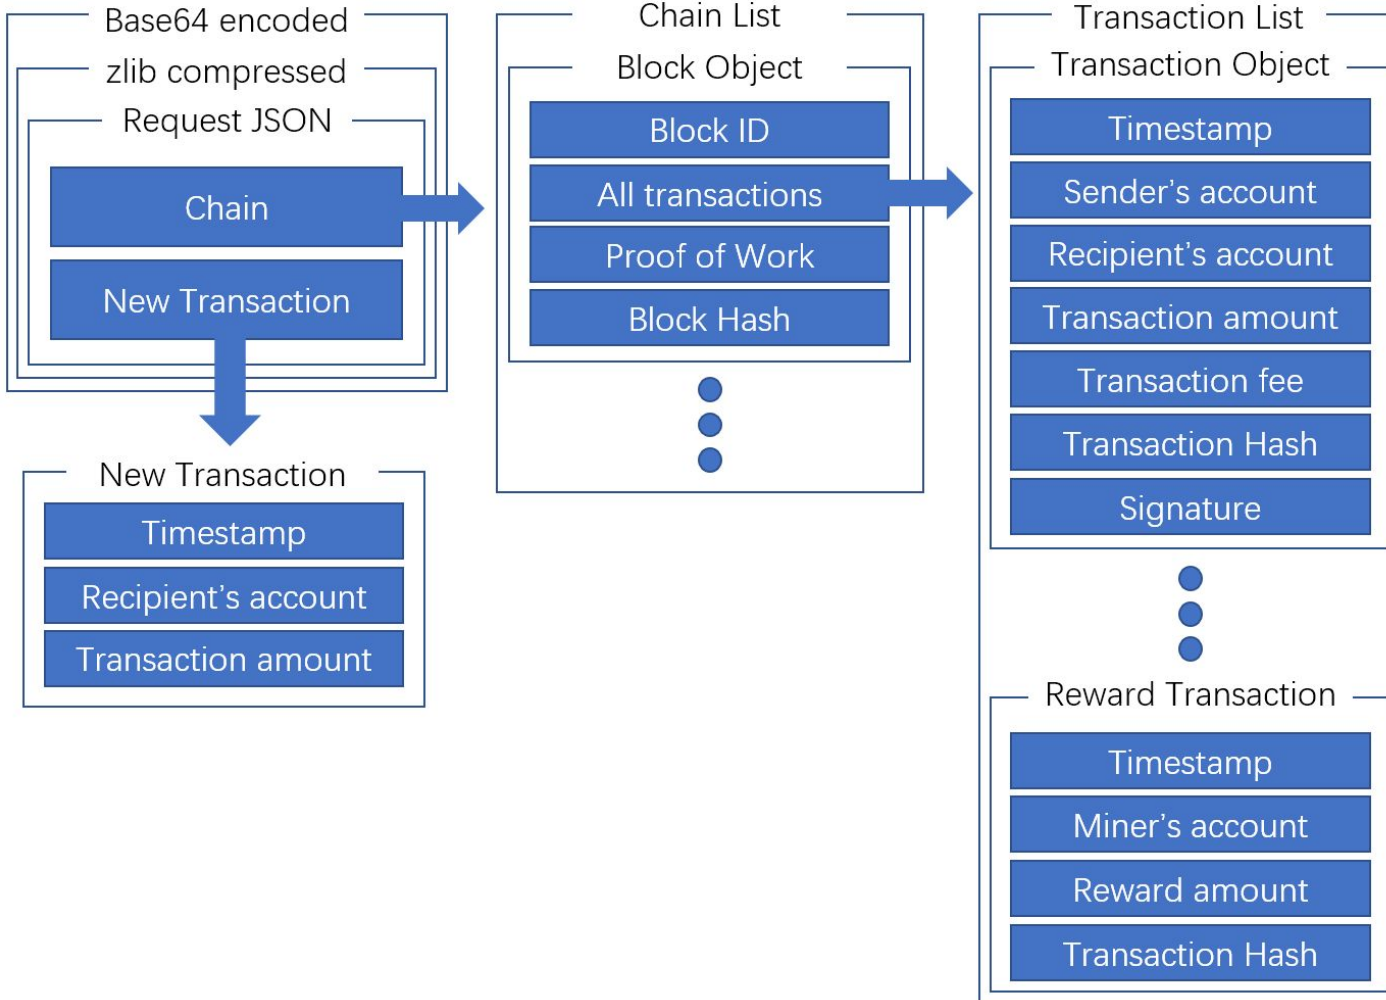 Base64 encoded
zlib compressed
Request JSON
Chain
New Transaction
New Transaction
Timestamp
Recipient’s account
Transaction amount
Chain List
Block Object
Block ID
All transactions
Proof of Work
Block Hash
Transaction List
Transaction Object
Timestamp
Sender’s account
Recipient’s account
Transaction amount
Transaction fee
Transaction Hash
Signature
Reward Transaction
Timestamp
Miner’s account
Reward amount
Transaction Hash